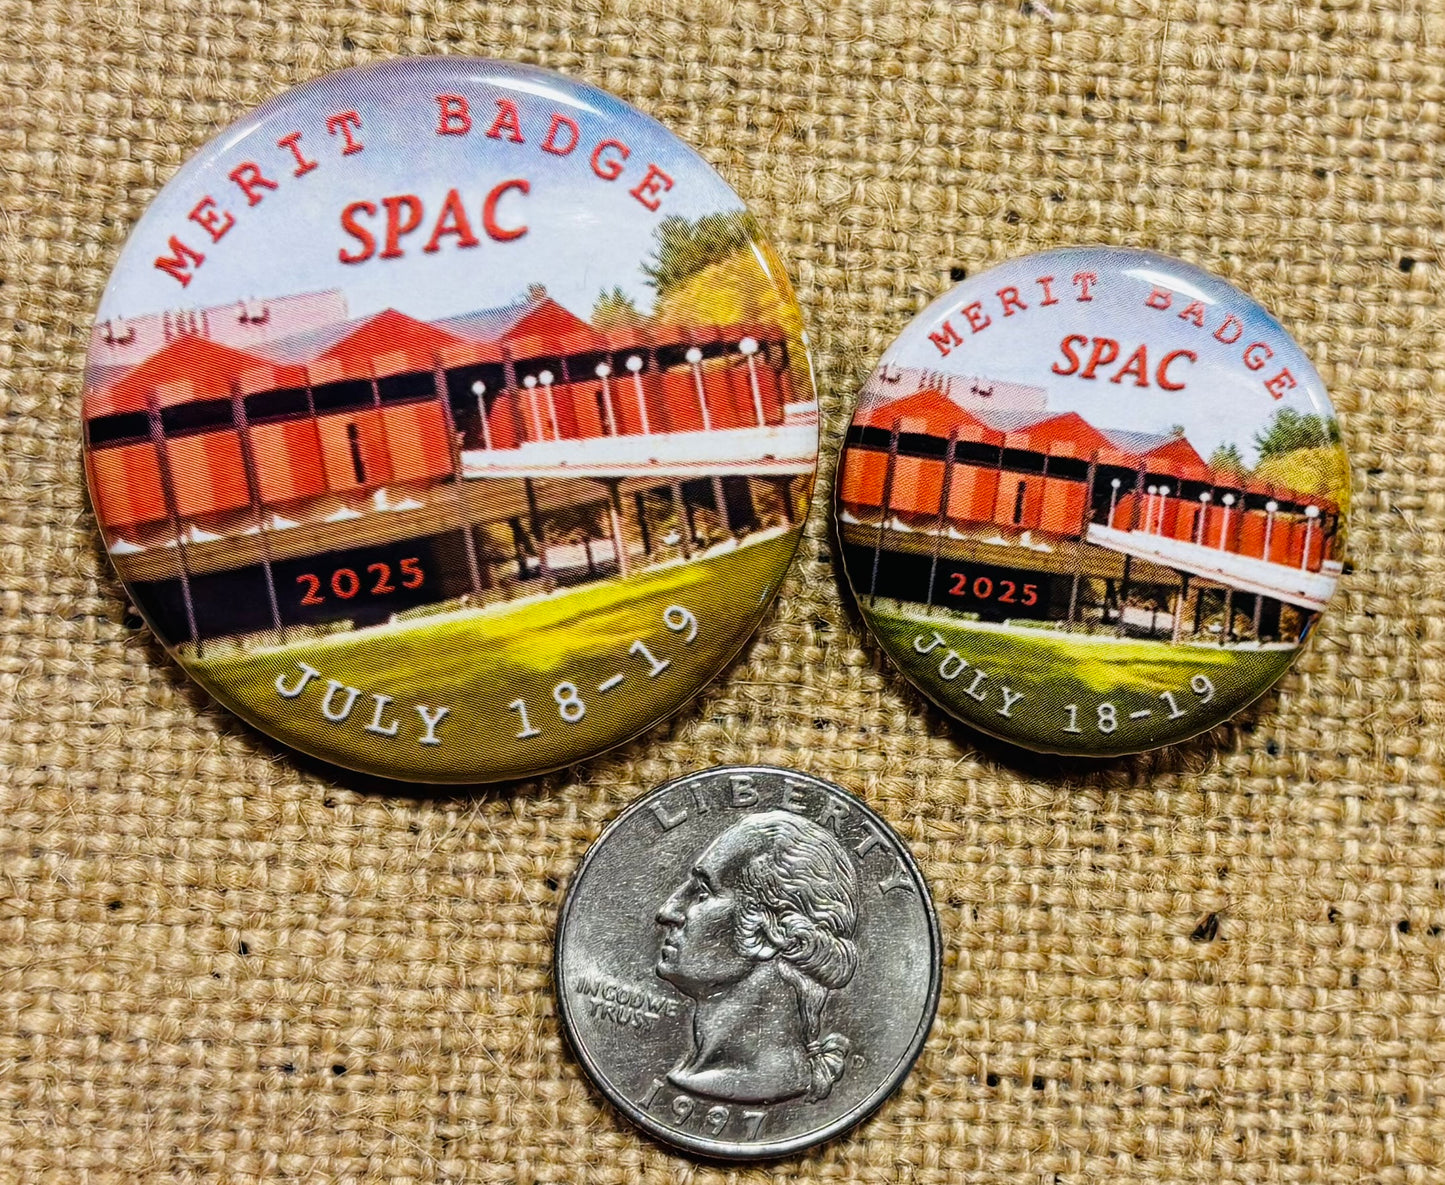 MERIT BADGE
SPAC
2025
JULY 18-19
MERIT BADGE
SPAC
2025
JULY 18-19
LIBERTY
IN GOD WE
TRUST
P
1997